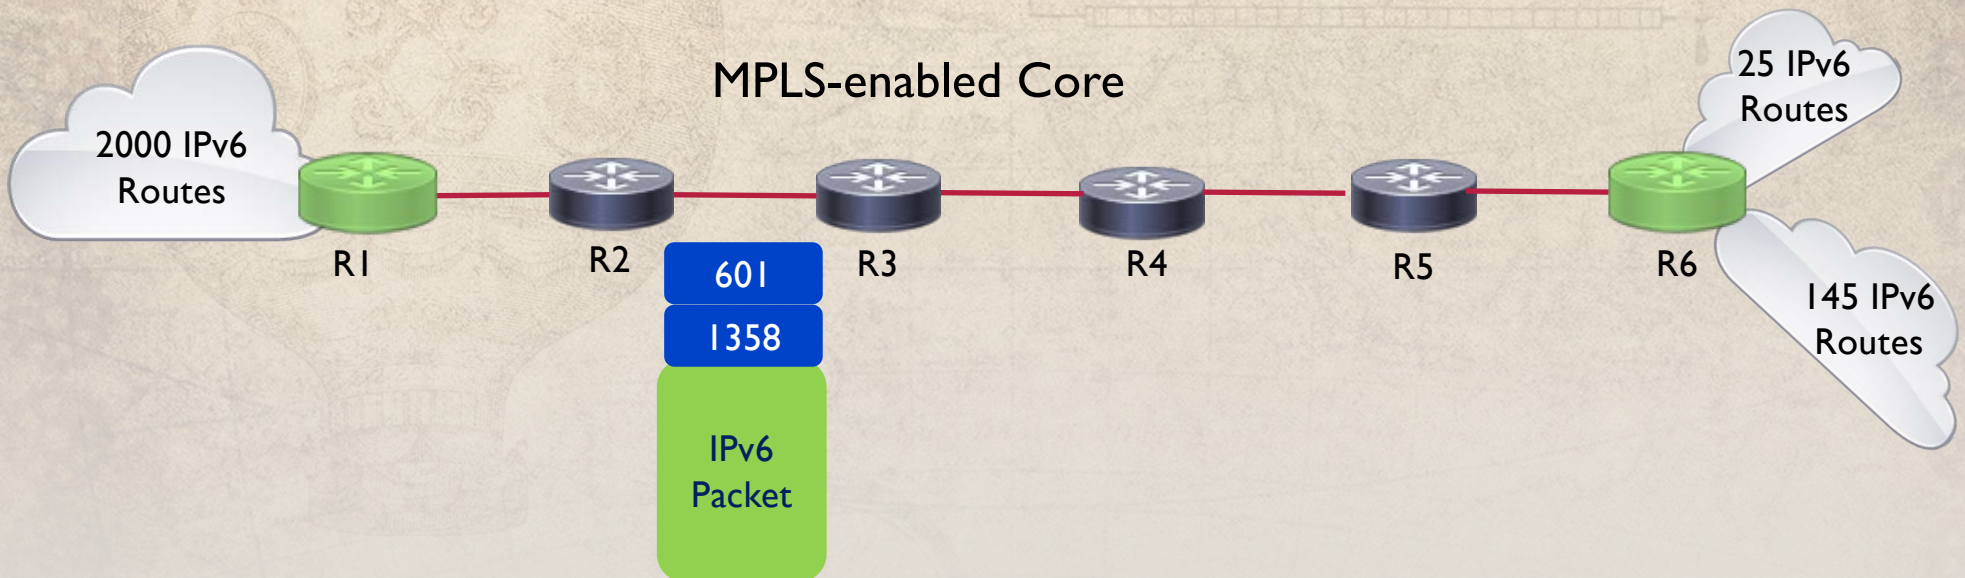 MPLS-enabled Core
2000 IPv6
Routes
25 IPv6
Routes
R1
R2
R3
R4
R5
R6
601
1358
IPv6
Packet
145 IPv6
Routes